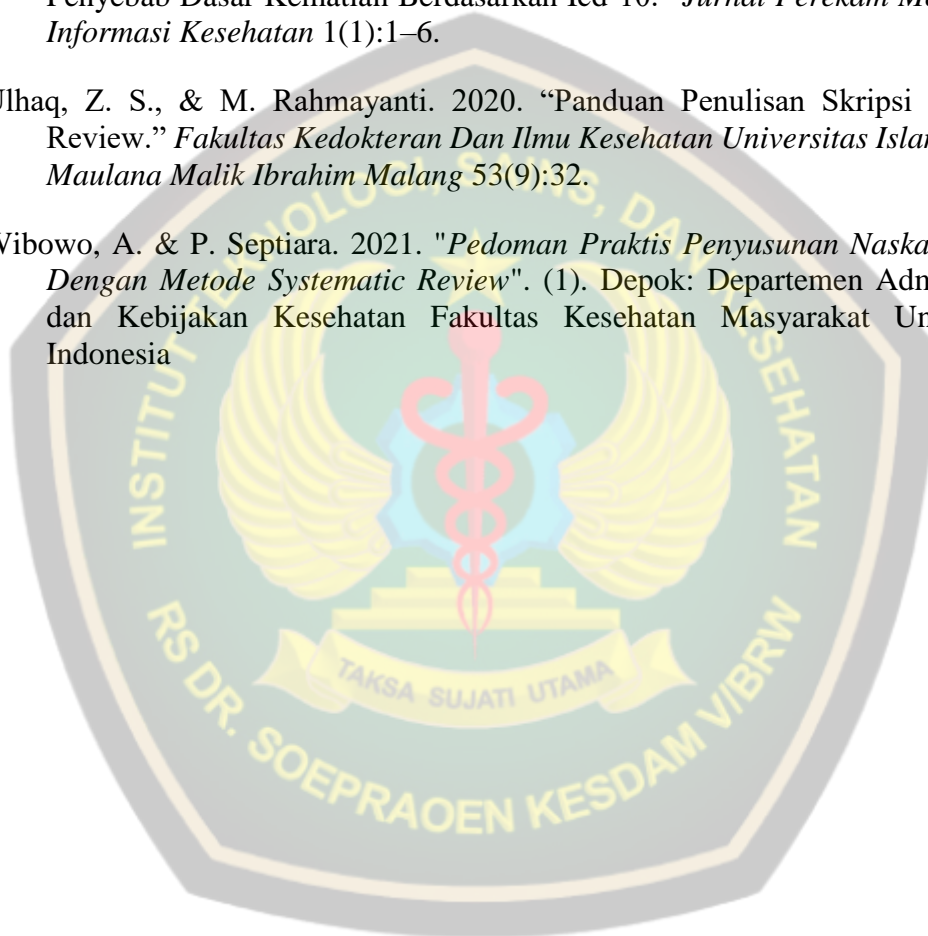 Penyebab Dasar Kematian Berdasarkan Icd 10." Jurnal Perekam Me
Informasi Kesehatan 1(1):1–6.
Ulhaq, Z. S., & M. Rahmayanti. 2020. “Panduan Penulisan Skripsi
Review.” Fakultas Kedokteran Dan Ilmu Kesehatan Universitas Islam
Maulana Malik Ibrahim Malang 53(9):32.
Wibowo, A. & P. Septiara. 2021. "Pedoman Praktis Penyusunan Naska
Dengan Metode Systematic Review". (1). Depok: Departemen Adm
dan Kebijakan Kesehatan Fakultas Kesehatan Masyarakat Un
Indonesia
INSTITUT TEKNOLOGI, SAINS, DAN KESEHATAN
TAKSA SUJATI UTAMA
RS DR. SOEPRAOEN KESDAM V/BRW